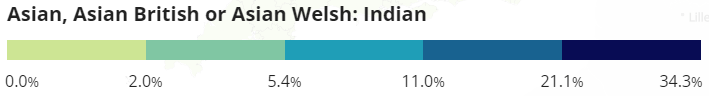 Asian, Asian British or Asian Welsh: Indian
Lille
0.0% 2.0% 5.4% 11.0% 21.1% 34.3%